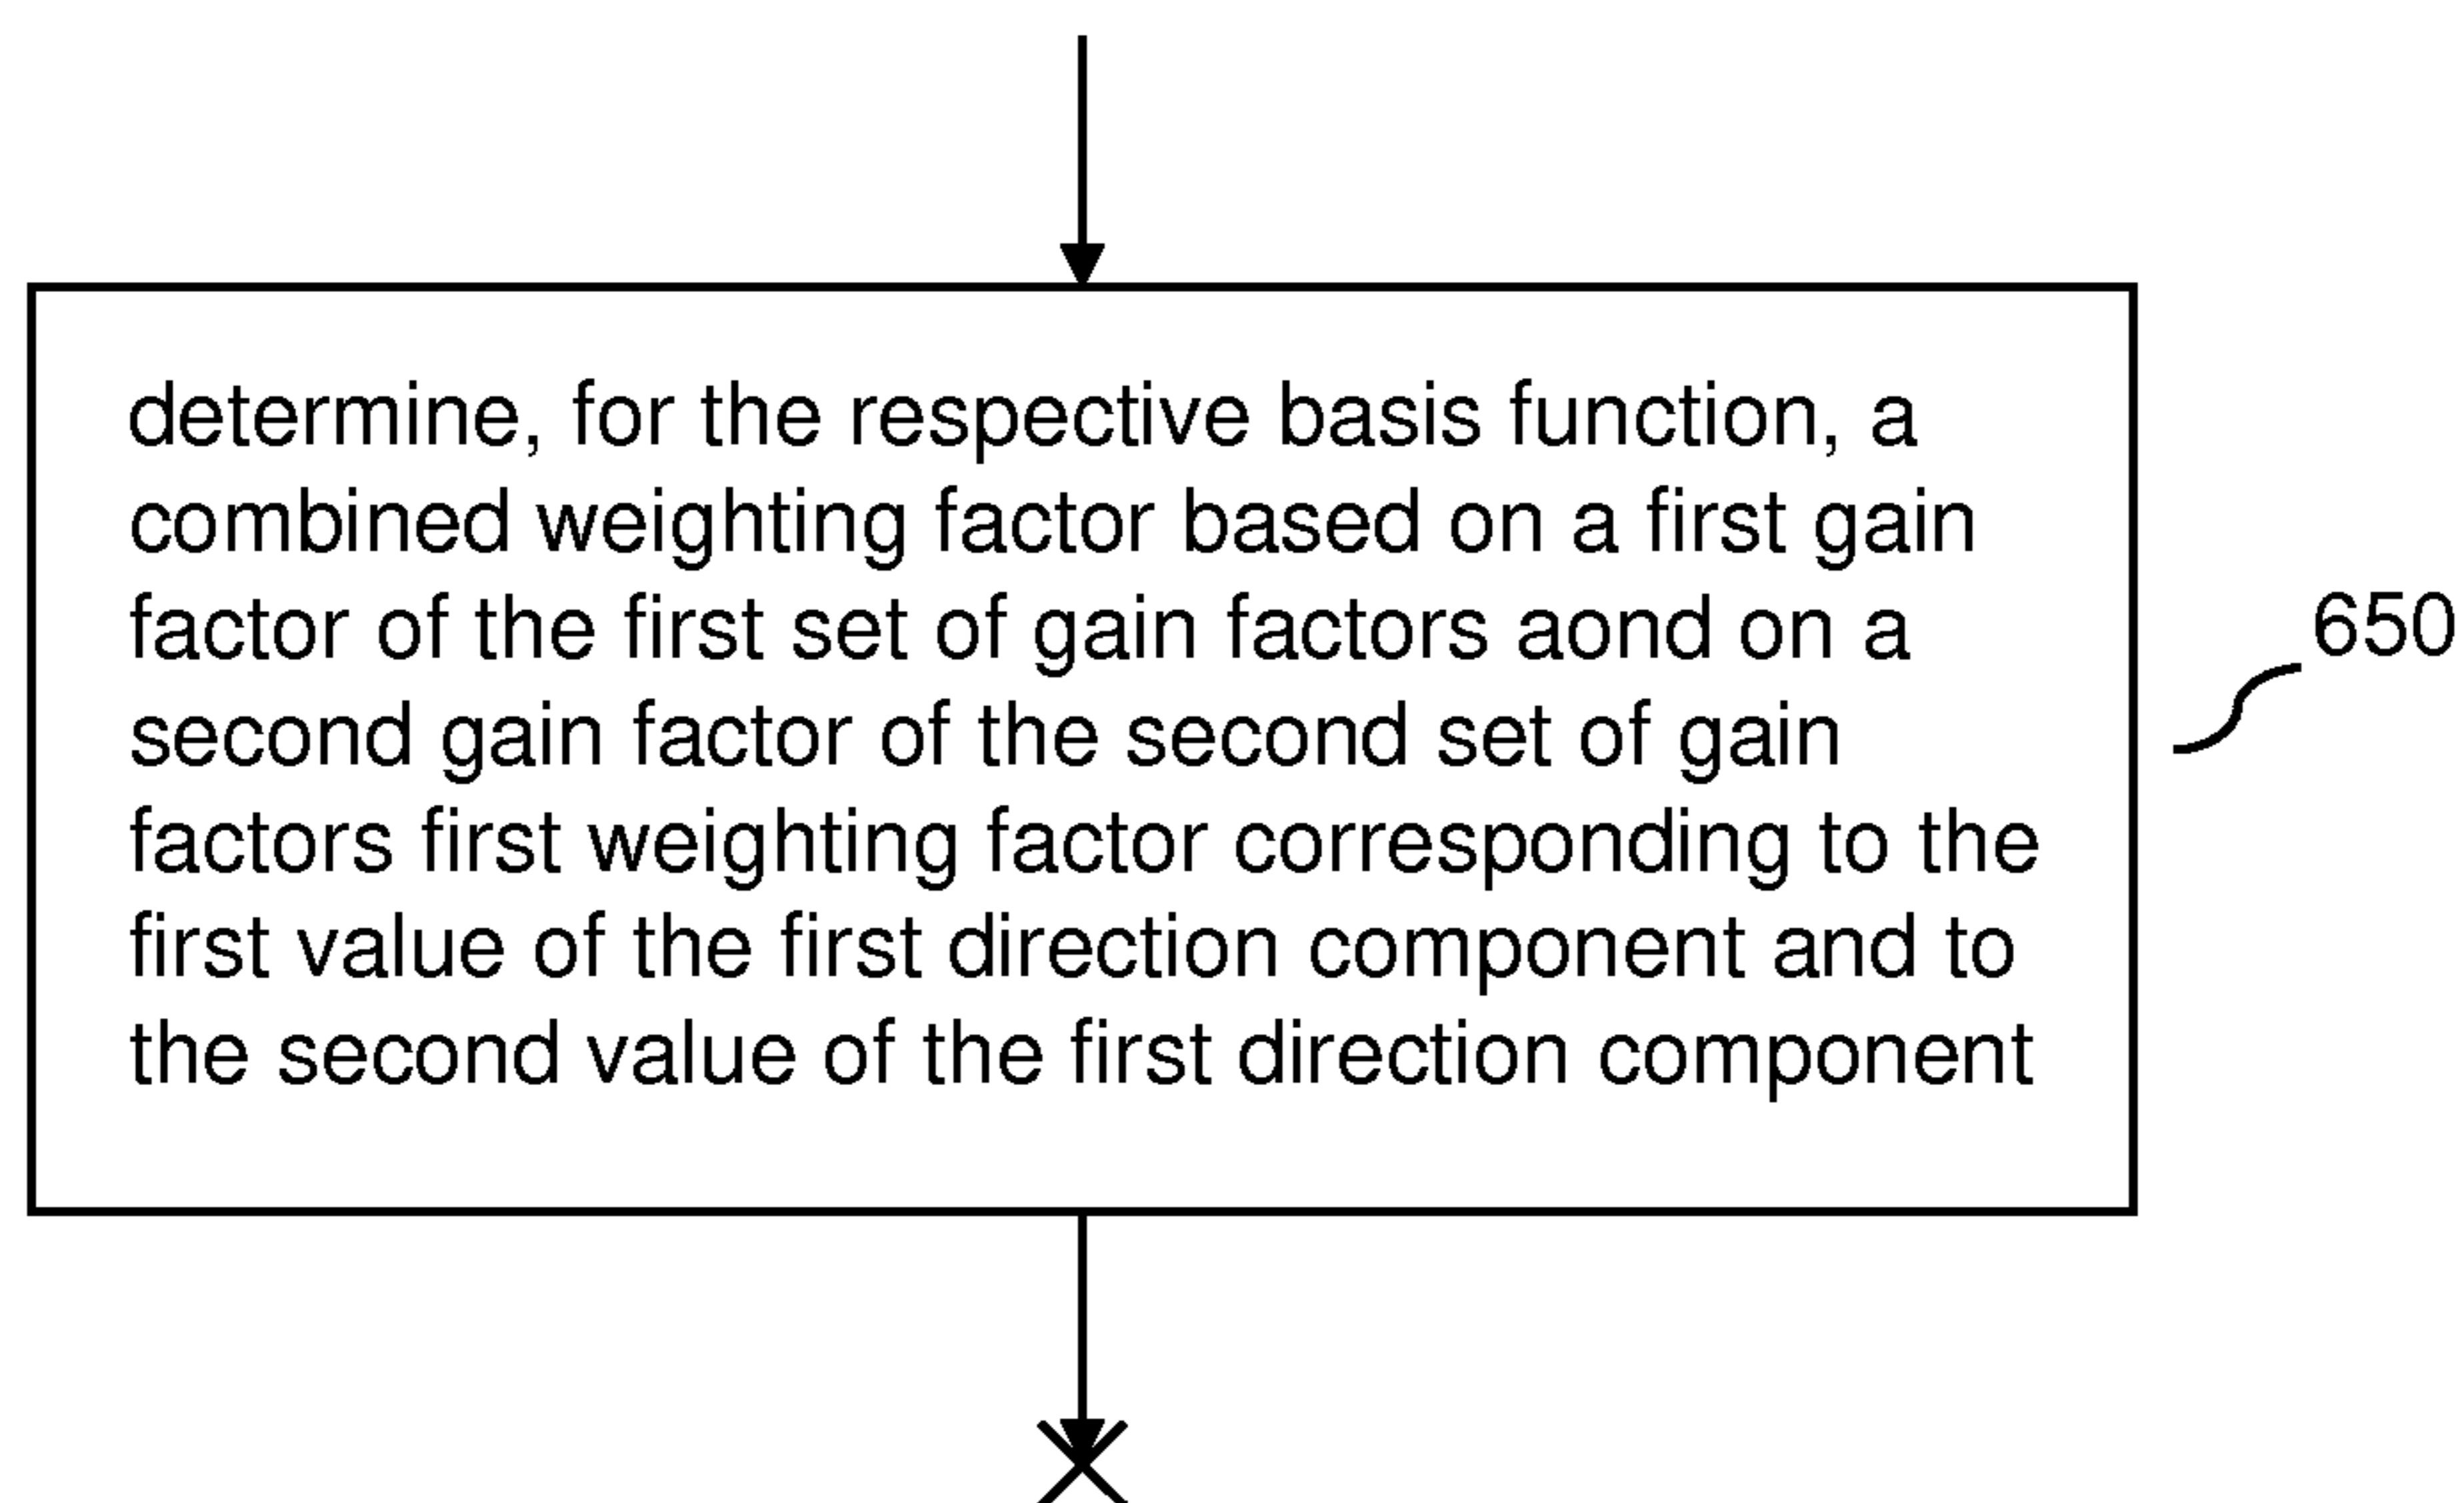 determine, for the respective basis function, a
combined weighting factor based on a first gain
factor of the first set of gain factors aond on a
second gain factor of the second set of gain
factors first weighting factor corresponding to the
first value of the first direction component and to
the second value of the first direction component
650